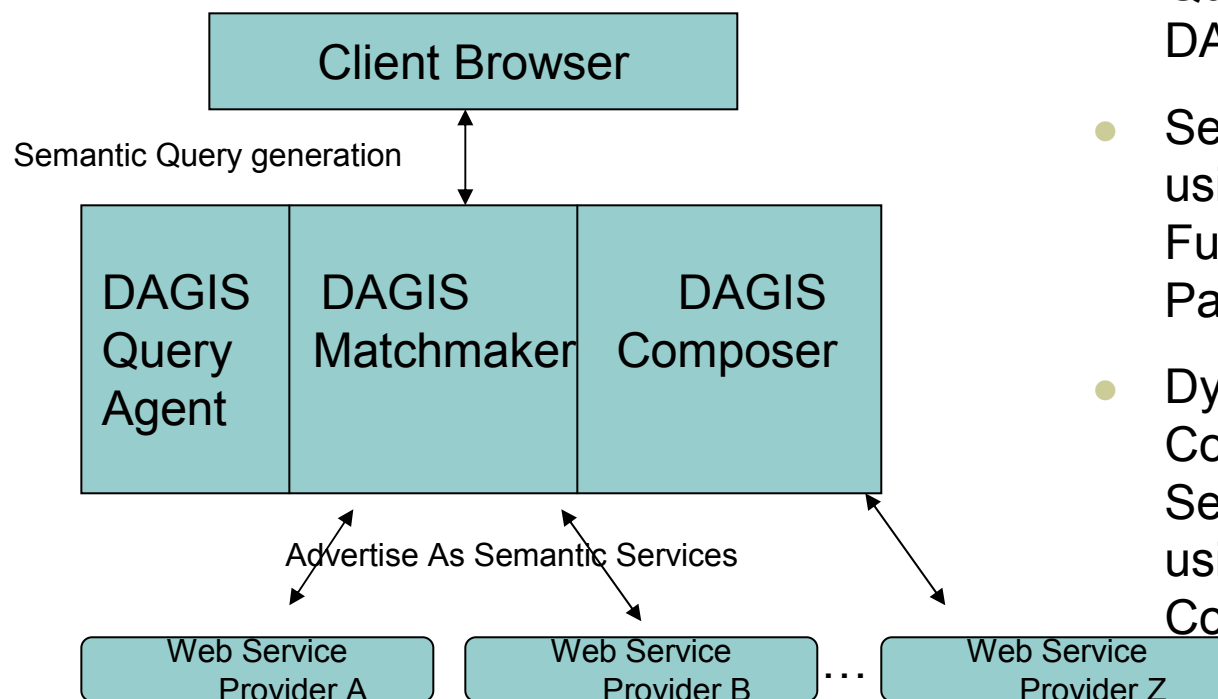 Client Browser
Semantic Query generation
DAGIS
Query
Agent
DAGIS
Matchmaker
DAGIS
Composer
Advertise As Semantic Services
Web Service
Provider A
Web Service
Provider B
...
Web Service
Provider Z